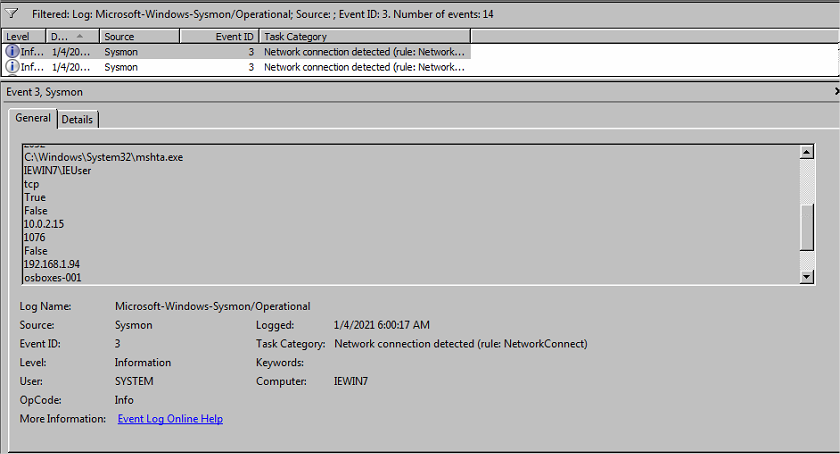 Filtered: Log: Microsoft-Windows-Sysmon/Operational; Source: ; Event ID: 3. Number of events: 14
Level D... Source Event ID Task Category
Inf... 1/4/20... Sysmon 3 Network connection detected (rule: Network...
Inf... 1/4/20... Sysmon 3 Network connection detected (rule: Network...
Event 3, Sysmon
General Details
C:\Windows\System32\mshta.exe
IEWIN7\IEUser
tcp
True
False
10.0.2.15
1076
False
192.168.1.94
osboxes-001
Log Name: Microsoft-Windows-Sysmon/Operational
Source: Sysmon Logged: 1/4/2021 6:00:17 AM
Event ID: 3 Task Category: Network connection detected (rule: NetworkConnect)
Level: Information Keywords:
User: SYSTEM Computer: IEWIN7
OpCode: Info
More Information: Event Log Online Help